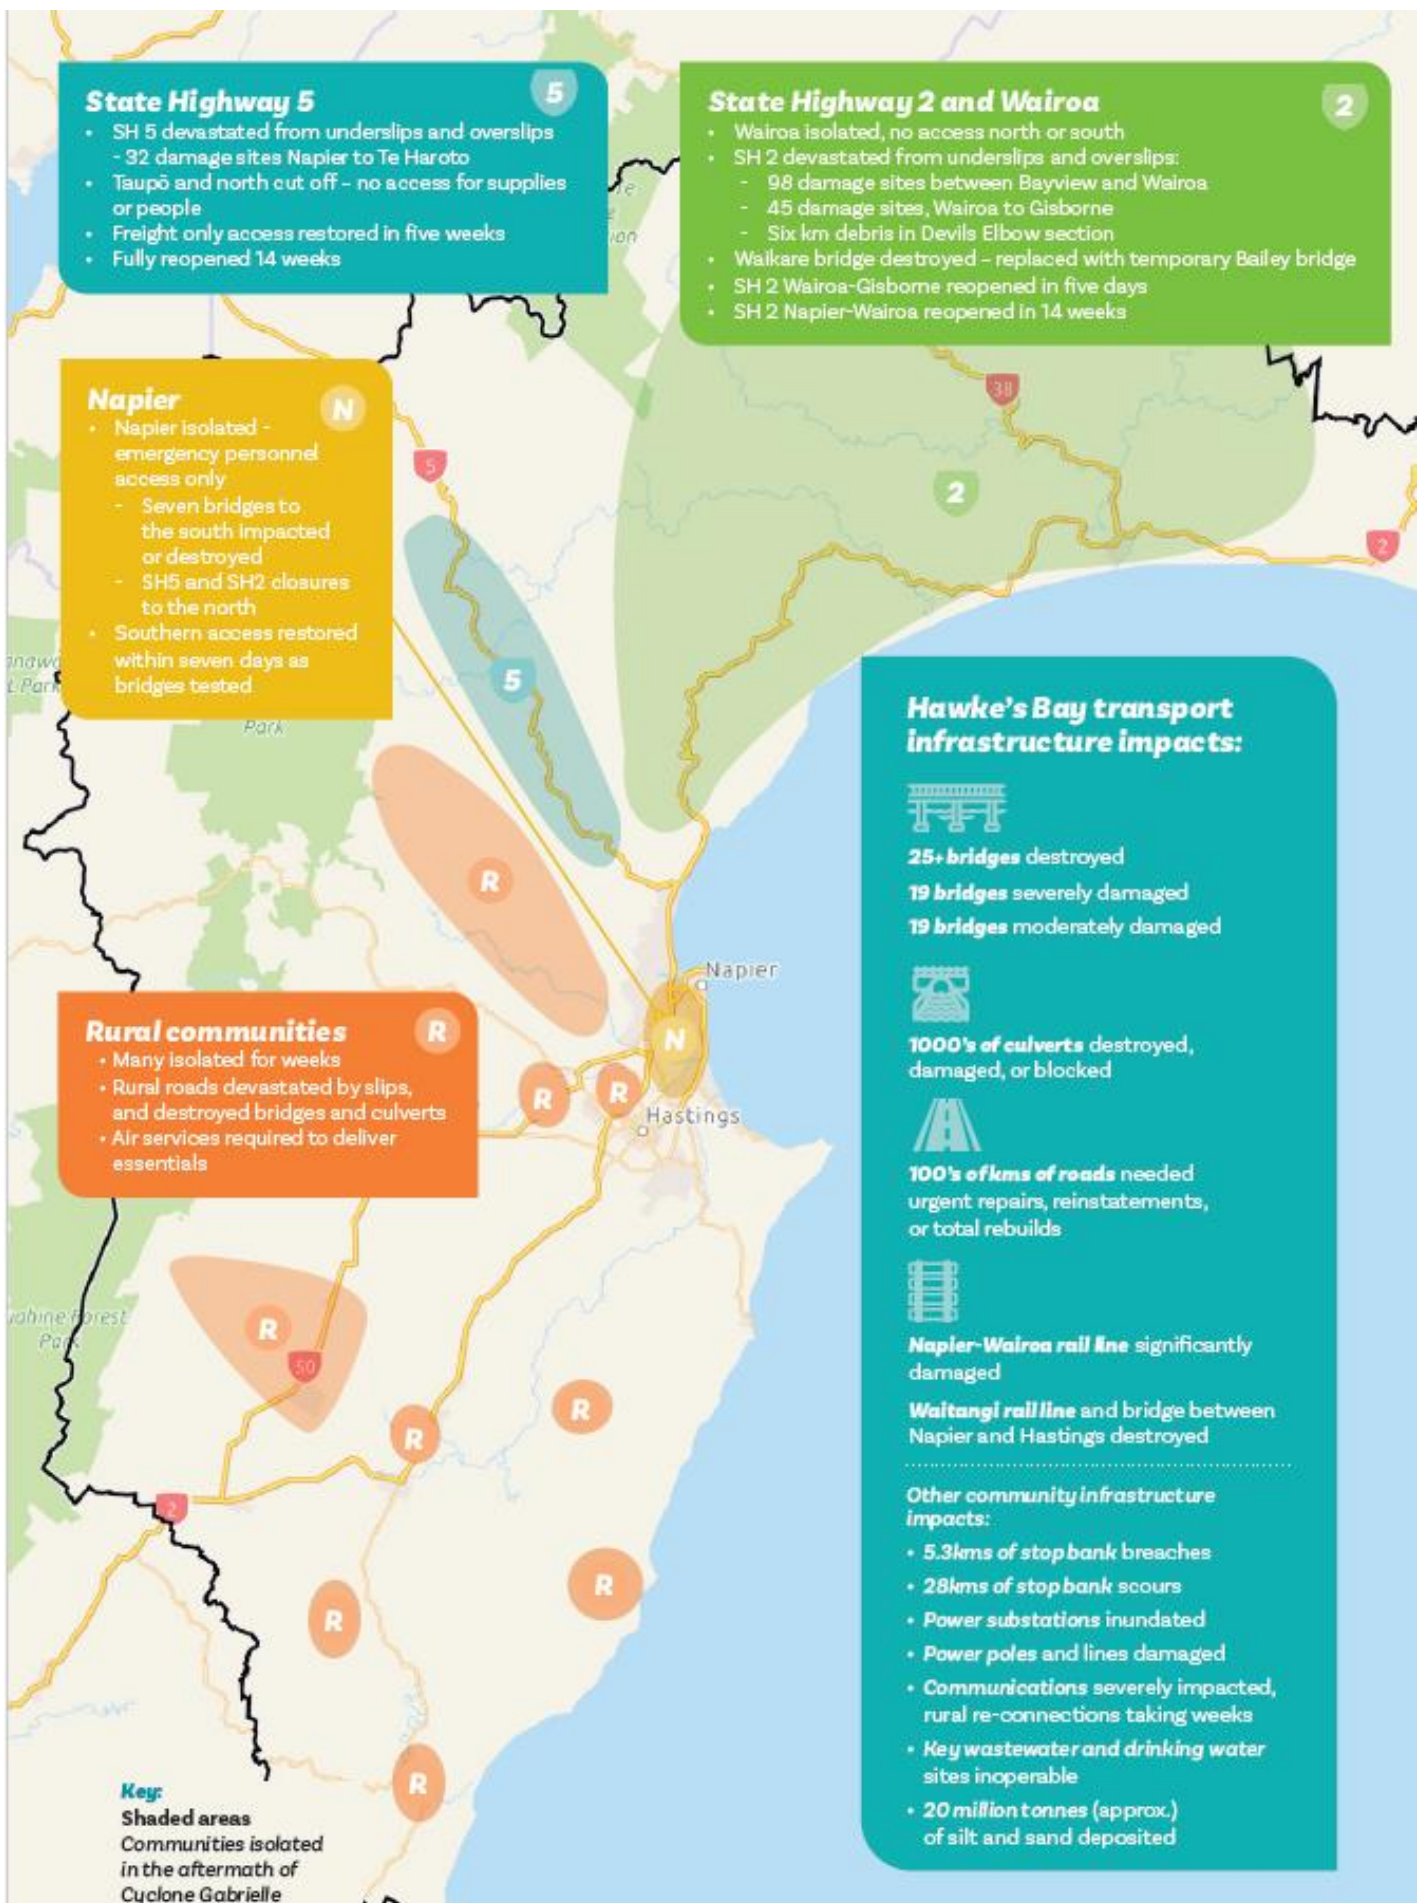 State Highway 5
5
• SH 5 devastated from underslips and overslips
- 32 damage sites Napier to Te Haroto
• Taupō and north cut off – no access for supplies
or people
• Freight only access restored in five weeks
• Fully reopened 14 weeks
State Highway 2 and Wairoa
2
• Wairoa isolated, no access north or south
• SH 2 devastated from underslips and overslips:
- 98 damage sites between Bayview and Wairoa
- 45 damage sites, Wairoa to Gisborne
- Six km debris in Devils Elbow section
• Waikare bridge destroyed – replaced with temporary Bailey bridge
• SH 2 Wairoa-Gisborne reopened in five days
• SH 2 Napier-Wairoa reopened in 14 weeks
Te
Napier
N
• Napier isolated -
emergency personnel
access only
- Seven bridges to
the south impacted
or destroyed
- SH5 and SH2 closures
to the north
• Southern access restored
within seven days as
bridges tested
38
5
2
2
5
Park
Park
R
Napier
N
R
R
Hastings
Rural communities
R
• Many isolated for weeks
• Rural roads devastated by slips,
and destroyed bridges and culverts
• Air services required to deliver
essentials
Forest
Park
R
50
R
R
2
R
R
R
Key:
Shaded areas
Communities isolated
in the aftermath of
Cyclone Gabrielle
Hawke's Bay transport
infrastructure impacts:
25+ bridges destroyed
19 bridges severely damaged
19 bridges moderately damaged
1000's of culverts destroyed,
damaged, or blocked
100's of kms of roads needed
urgent repairs, reinstatements,
or total rebuilds
Napier-Wairoa rail line significantly
damaged
Waitangi rail line and bridge between
Napier and Hastings destroyed
Other community infrastructure
impacts:
• 5.3kms of stop bank breaches
• 28kms of stop bank scours
• Power substations inundated
• Power poles and lines damaged
• Communications severely impacted,
rural re-connections taking weeks
• Key wastewater and drinking water
sites inoperable
• 20 million tonnes (approx.)
of silt and sand deposited